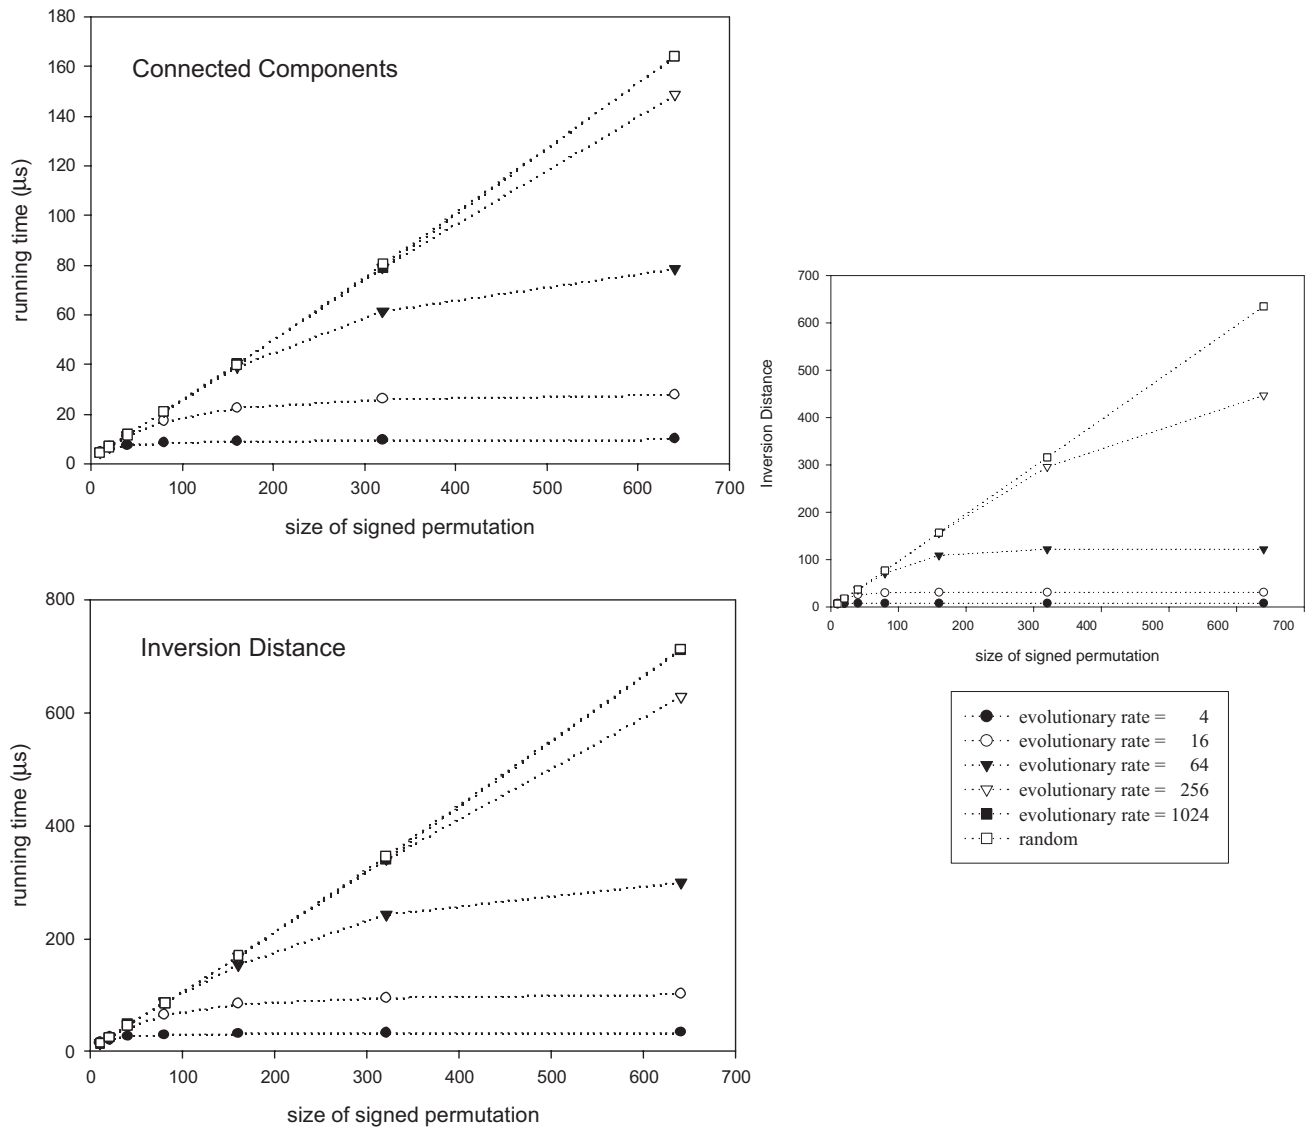 180
160
140
120
100
80
60
40
20
0
running time (µs)
Connected Components
0 100 200 300 400 500 600 700
size of signed permutation
800
600
400
200
0
running time (µs)
Inversion Distance
0 100 200 300 400 500 600 700
size of signed permutation
700
600
500
400
300
200
100
0
Inversion Distance
0 100 200 300 400 500 600 700
size of signed permutation
evolutionary rate = 4
evolutionary rate = 16
evolutionary rate = 64
evolutionary rate = 256
evolutionary rate = 1024
random